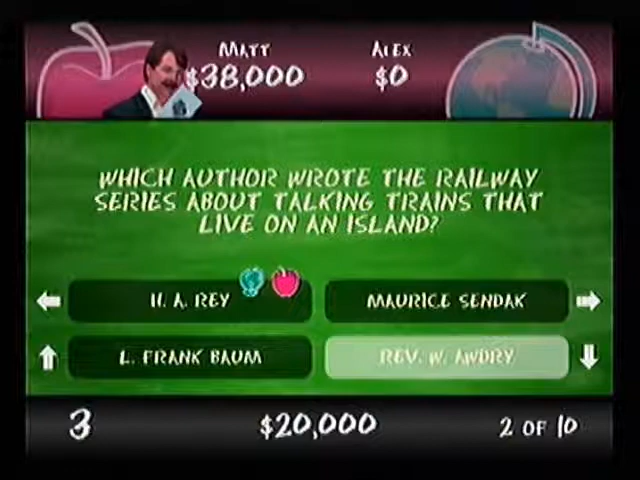 MATT
$38,000
ALEX
$0
WHICH AUTHOR WROTE THE RAILWAY
SERIES ABOUT TALKING TRAINS THAT
LIVE ON AN ISLAND?
H. A. REY
MAURICE SENDAK
L. FRANK BAUM
REV. W. AWDRY
3
$20,000
2 OF 10